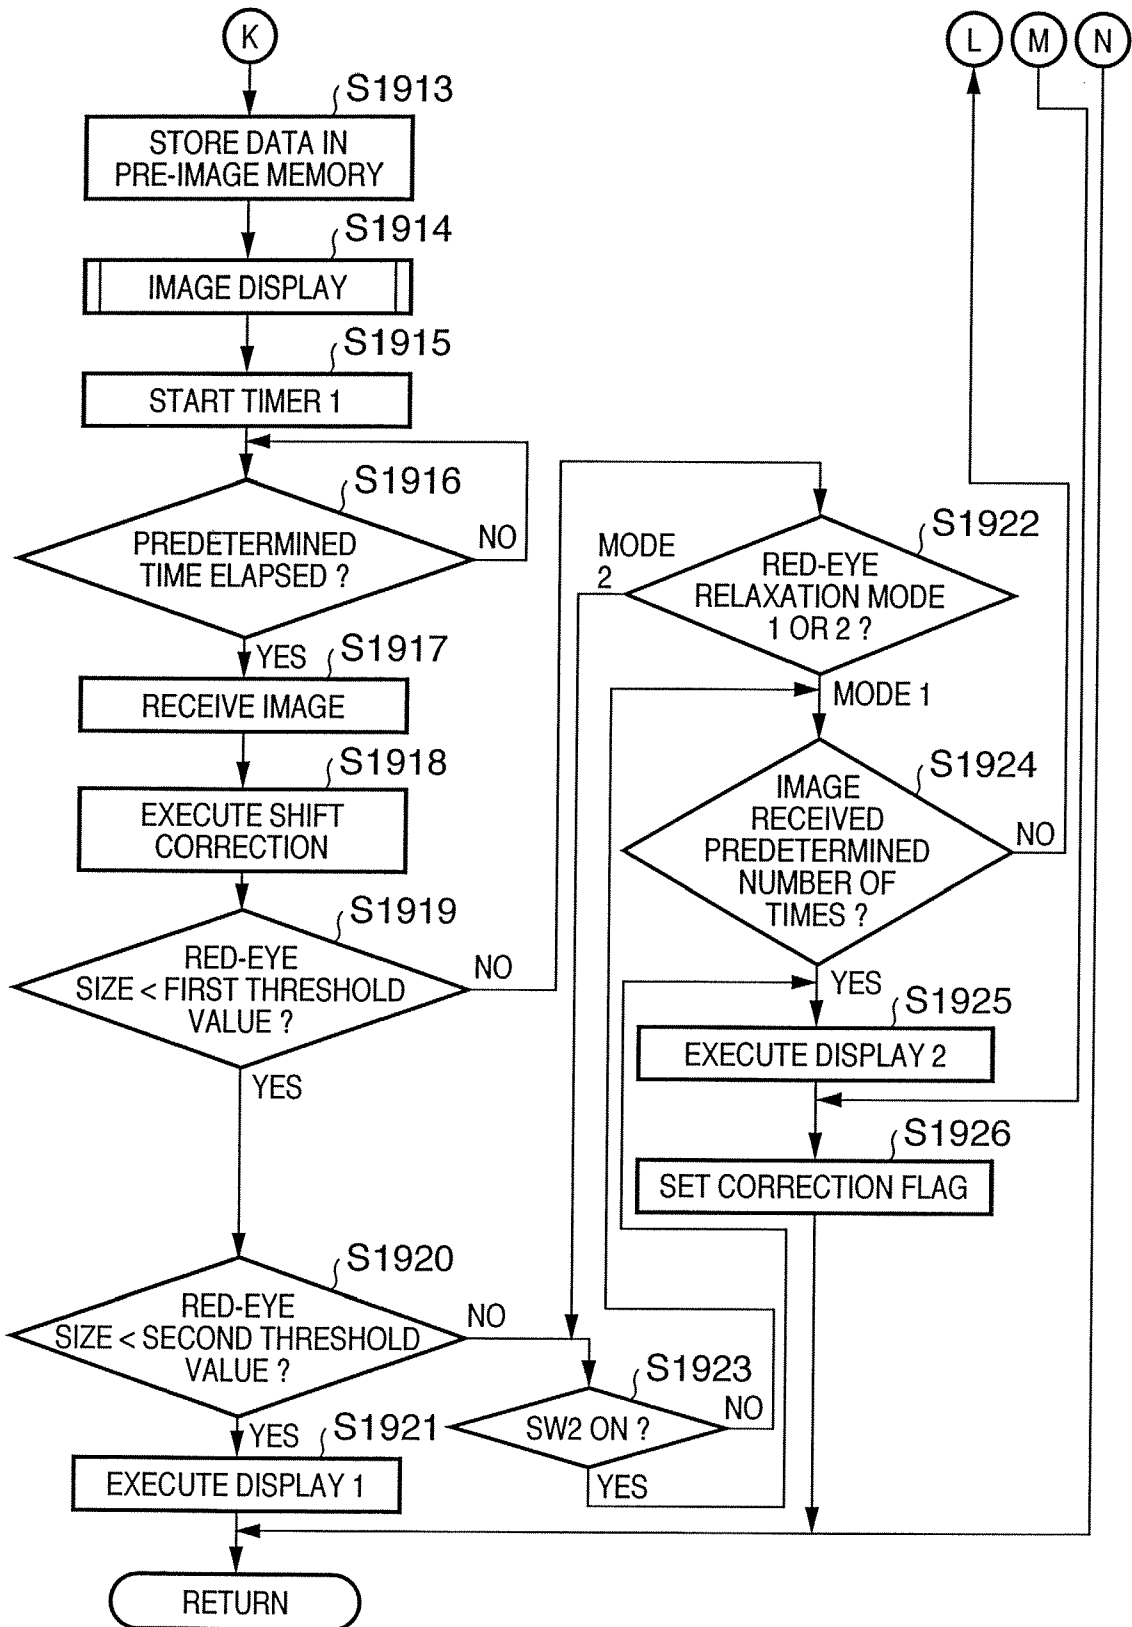 K
L
M
N
S1913
STORE DATA IN
PRE-IMAGE MEMORY
S1914
IMAGE DISPLAY
S1915
START TIMER 1
S1916
PREDETERMINED
TIME ELAPSED ?
NO
YES
S1917
RECEIVE IMAGE
S1918
EXECUTE SHIFT
CORRECTION
S1919
RED-EYE
SIZE < FIRST THRESHOLD
VALUE ?
NO
YES
S1920
RED-EYE
SIZE < SECOND THRESHOLD
VALUE ?
NO
YES
S1921
EXECUTE DISPLAY 1
RETURN
S1922
MODE
2
RED-EYE
RELAXATION MODE
1 OR 2 ?
MODE 1
S1924
IMAGE
RECEIVED
PREDETERMINED
NUMBER OF
TIMES ?
NO
YES
S1925
EXECUTE DISPLAY 2
S1926
SET CORRECTION FLAG
S1923
SW2 ON ?
NO
YES